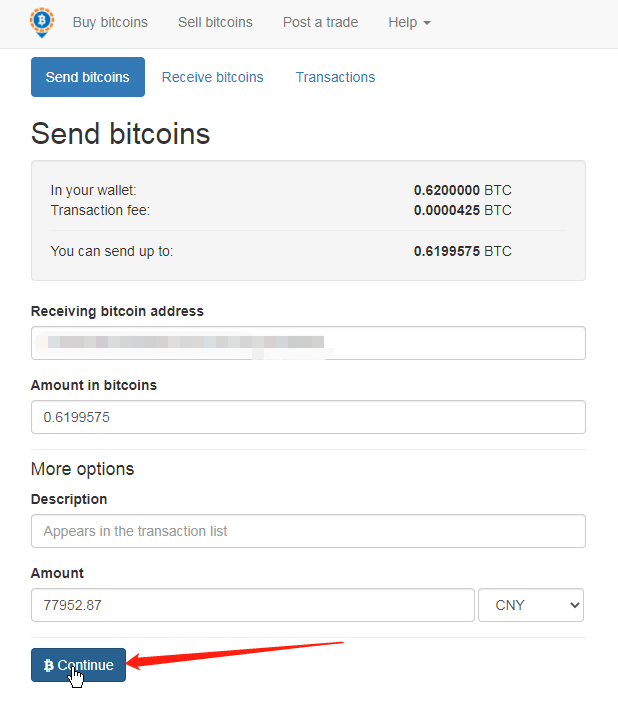 Buy bitcoins Sell bitcoins Post a trade Help
Send bitcoins Receive bitcoins Transactions
Send bitcoins
In your wallet: 0.6200000 BTC
Transaction fee: 0.0000425 BTC
You can send up to: 0.6199575 BTC
Receiving bitcoin address
Amount in bitcoins
0.6199575
More options
Description
Appears in the transaction list
Amount
77952.87 CNY
Continue